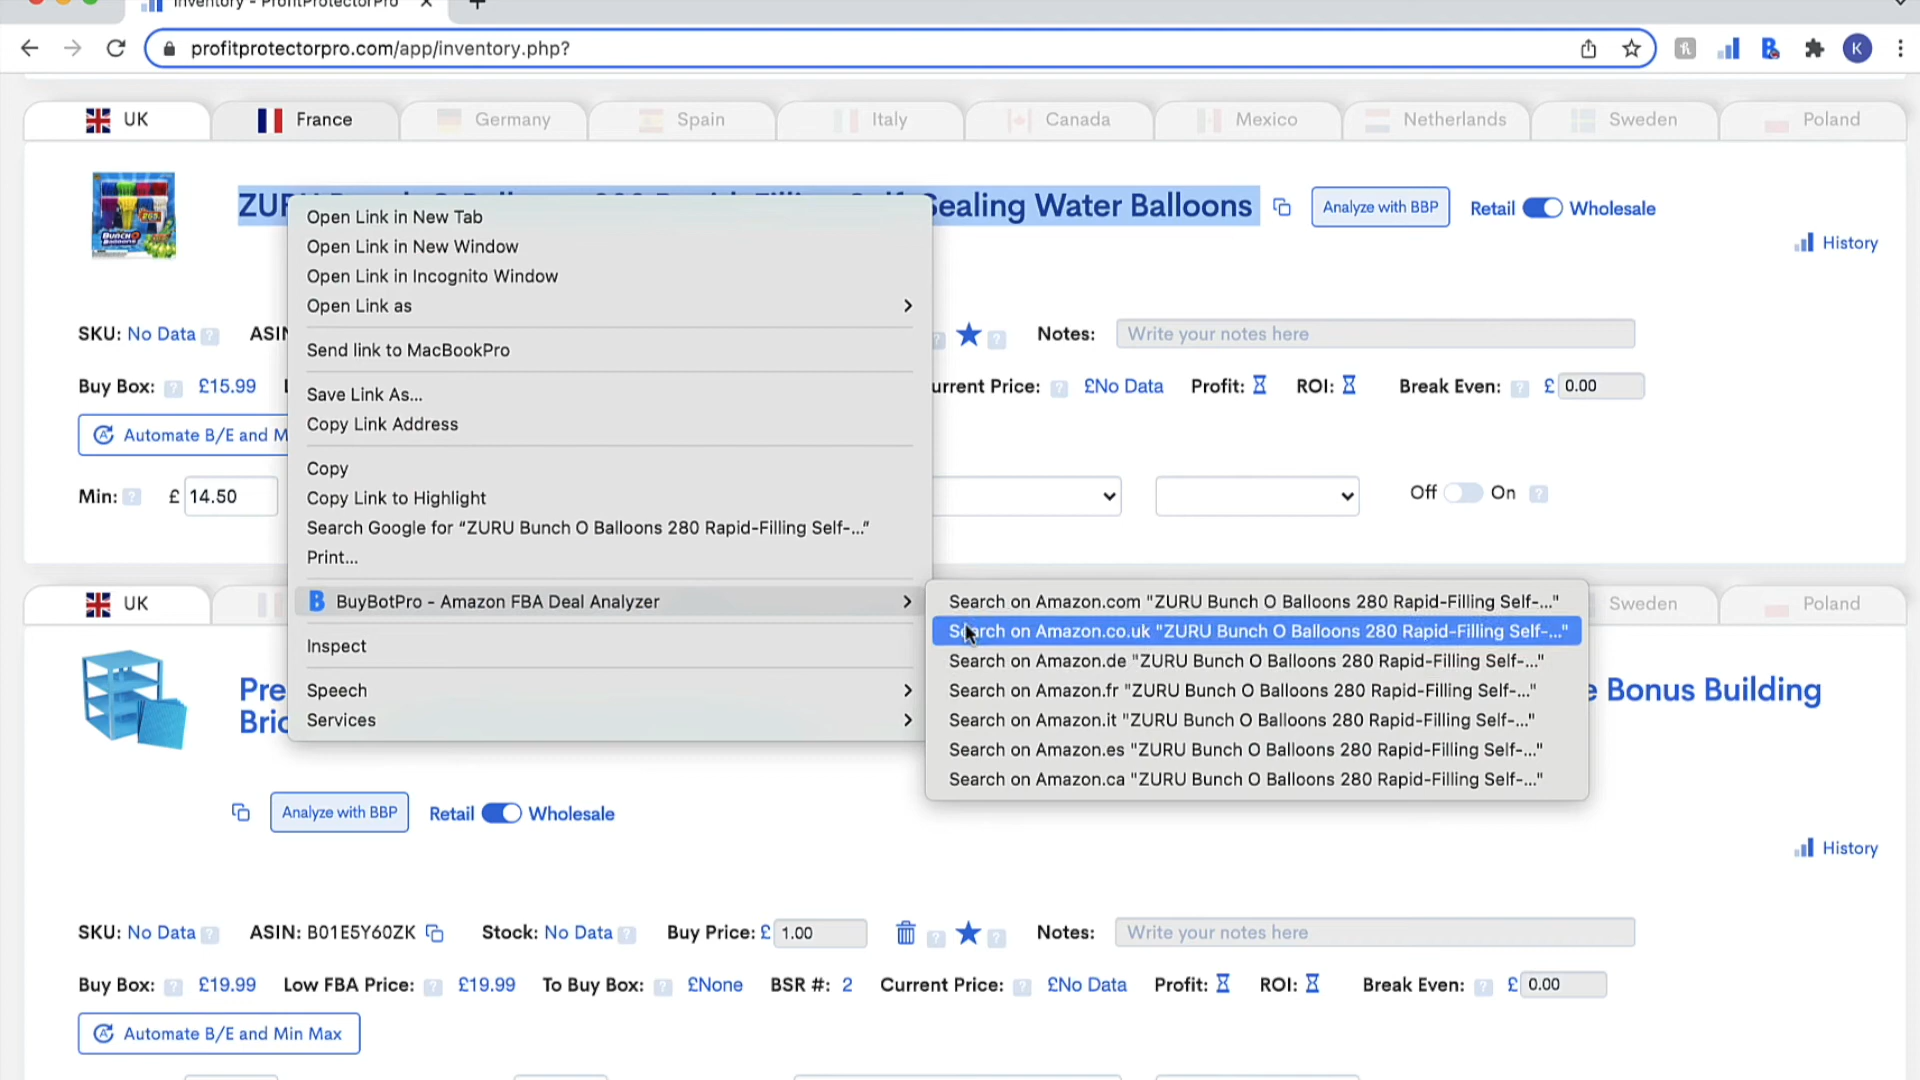 Inventory - ProfitProtectorPro
profitprotectorpro.com/app/inventory.php?
K
UK France Germany Spain Italy Canada Mexico Netherlands Sweden Poland
Sealing Water Balloons Analyze with BBP Retail Wholesale
History
Open Link in New Tab
Open Link in New Window
Open Link in Incognito Window
Open Link as
Send link to MacBookPro
Save Link As...
Copy Link Address
Copy
Copy Link to Highlight
Search Google for “ZURU Bunch O Balloons 280 Rapid-Filling Self-...”
Print...
BuyBotPro - Amazon FBA Deal Analyzer
Inspect
Speech
Services
Search on Amazon.com "ZURU Bunch O Balloons 280 Rapid-Filling Self-..."
Search on Amazon.co.uk "ZURU Bunch O Balloons 280 Rapid-Filling Self-..."
Search on Amazon.de "ZURU Bunch O Balloons 280 Rapid-Filling Self-..."
Search on Amazon.fr "ZURU Bunch O Balloons 280 Rapid-Filling Self-..."
Search on Amazon.it "ZURU Bunch O Balloons 280 Rapid-Filling Self-..."
Search on Amazon.es "ZURU Bunch O Balloons 280 Rapid-Filling Self-..."
Search on Amazon.ca "ZURU Bunch O Balloons 280 Rapid-Filling Self-..."
SKU: No Data ? ASIN ? ? Notes: Write your notes here
Buy Box: ? £15.99 urrent Price: ? £No Data Profit: ROI: Break Even: ? £ 0.00
Automate B/E and M
Min: ? £ 14.50 Off On ?
UK Sweden Poland
Pre e Bonus Building
Bric
Analyze with BBP Retail Wholesale
History
SKU: No Data ? ASIN: B01E5Y60ZK Stock: No Data ? Buy Price: £ 1.00 ? ? Notes: Write your notes here
Buy Box: ? £19.99 Low FBA Price: ? £19.99 To Buy Box: ? £None BSR #: 2 Current Price: ? £No Data Profit: ROI: Break Even: ? £ 0.00
Automate B/E and Min Max